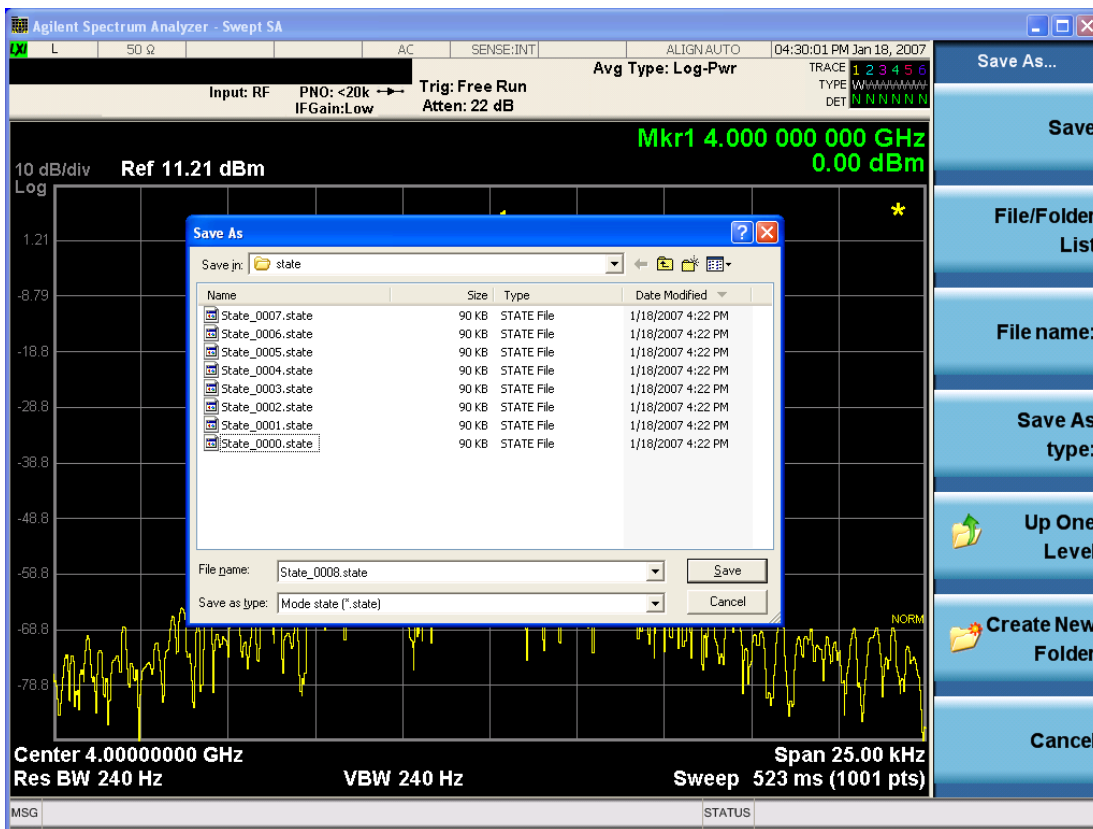 Agilent Spectrum Analyzer - Swept SA
LXI L 50 Ω AC SENSE:INT ALIGN AUTO 04:30:01 PM Jan 18, 2007
Input: RF PNO: <20k Trig: Free Run Avg Type: Log-Pwr TRACE 1 2 3 4 5 6
IFGain:Low Atten: 22 dB TYPE WWWWWW
DET N N N N N N
Mkr1 4.000 000 000 GHz
0.00 dBm
10 dB/div Ref 11.21 dBm
Log
1.21
-8.79
-18.8
-28.8
-38.8
-48.8
-58.8
-68.8
-78.8
NORM
Save As
Save in: state
Name Size Type Date Modified
State_0007.state 90 KB STATE File 1/18/2007 4:22 PM
State_0006.state 90 KB STATE File 1/18/2007 4:22 PM
State_0005.state 90 KB STATE File 1/18/2007 4:22 PM
State_0004.state 90 KB STATE File 1/18/2007 4:22 PM
State_0003.state 90 KB STATE File 1/18/2007 4:22 PM
State_0002.state 90 KB STATE File 1/18/2007 4:22 PM
State_0001.state 90 KB STATE File 1/18/2007 4:22 PM
State_0000.state 90 KB STATE File 1/18/2007 4:22 PM
File name: State_0008.state Save
Save as type: Mode state (*.state) Cancel
Center 4.00000000 GHz Span 25.00 kHz
Res BW 240 Hz VBW 240 Hz Sweep 523 ms (1001 pts)
MSG STATUS
Save As...
Save
File/Folder
List
File name:
Save As
type:
Up One
Level
Create New
Folder
Cancel